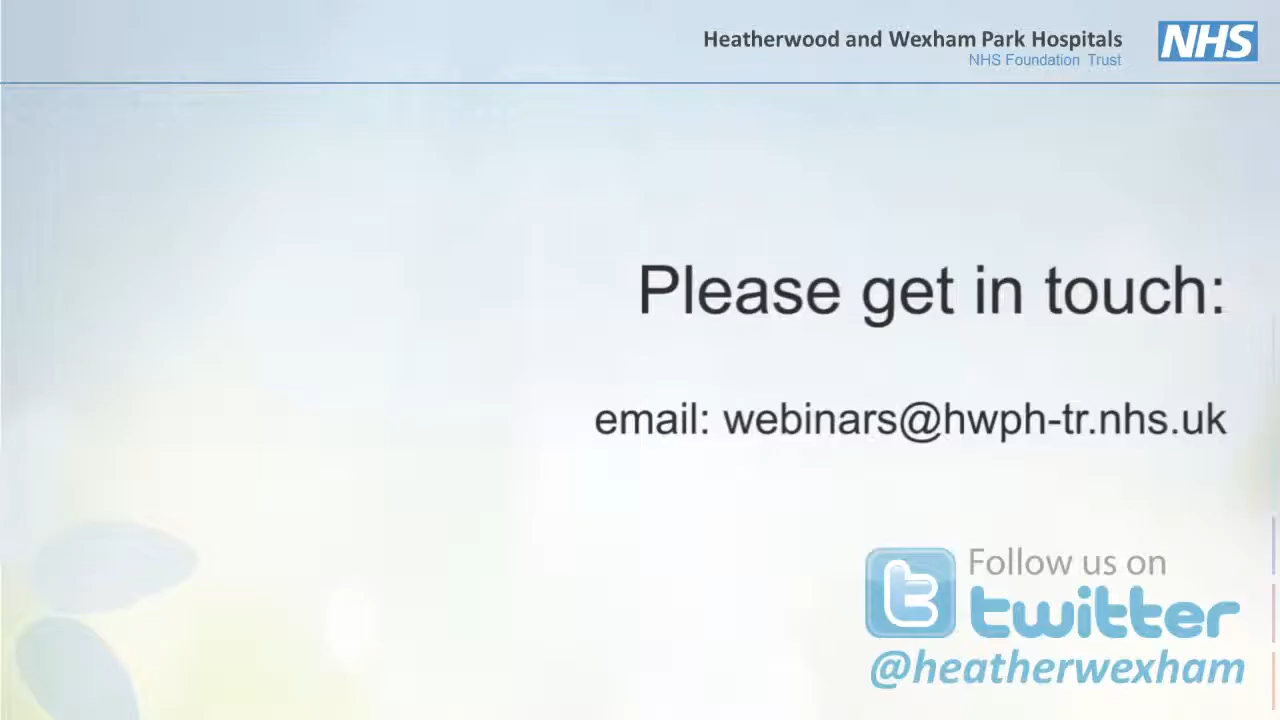 Heatherwood and Wexham Park Hospitals
NHS Foundation Trust
NHS
Please get in touch:
email: webinars@hwph-tr.nhs.uk
t
Follow us on
twitter
@heatherwexham